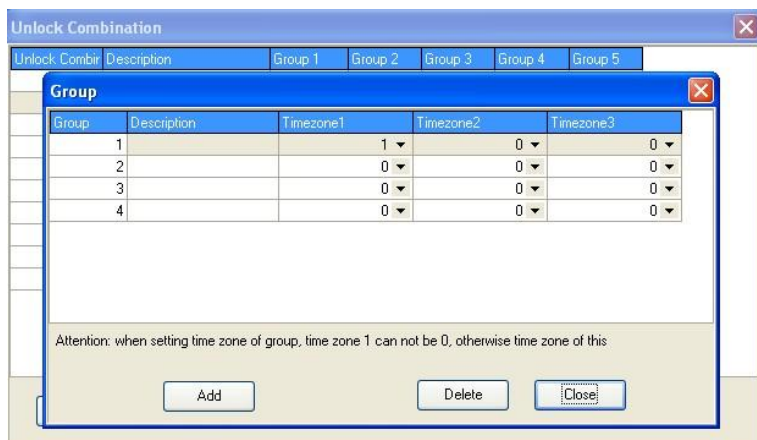 Unlock Combination
Unlock Combir Description Group 1 Group 2 Group 3 Group 4 Group 5
Group
Group Description Timezone1 Timezone2 Timezone3
1 1 0 0
2 0 0 0
3 0 0 0
4 0 0 0
Attention: when setting time zone of group, time zone 1 can not be 0, otherwise time zone of this
Add Delete Close